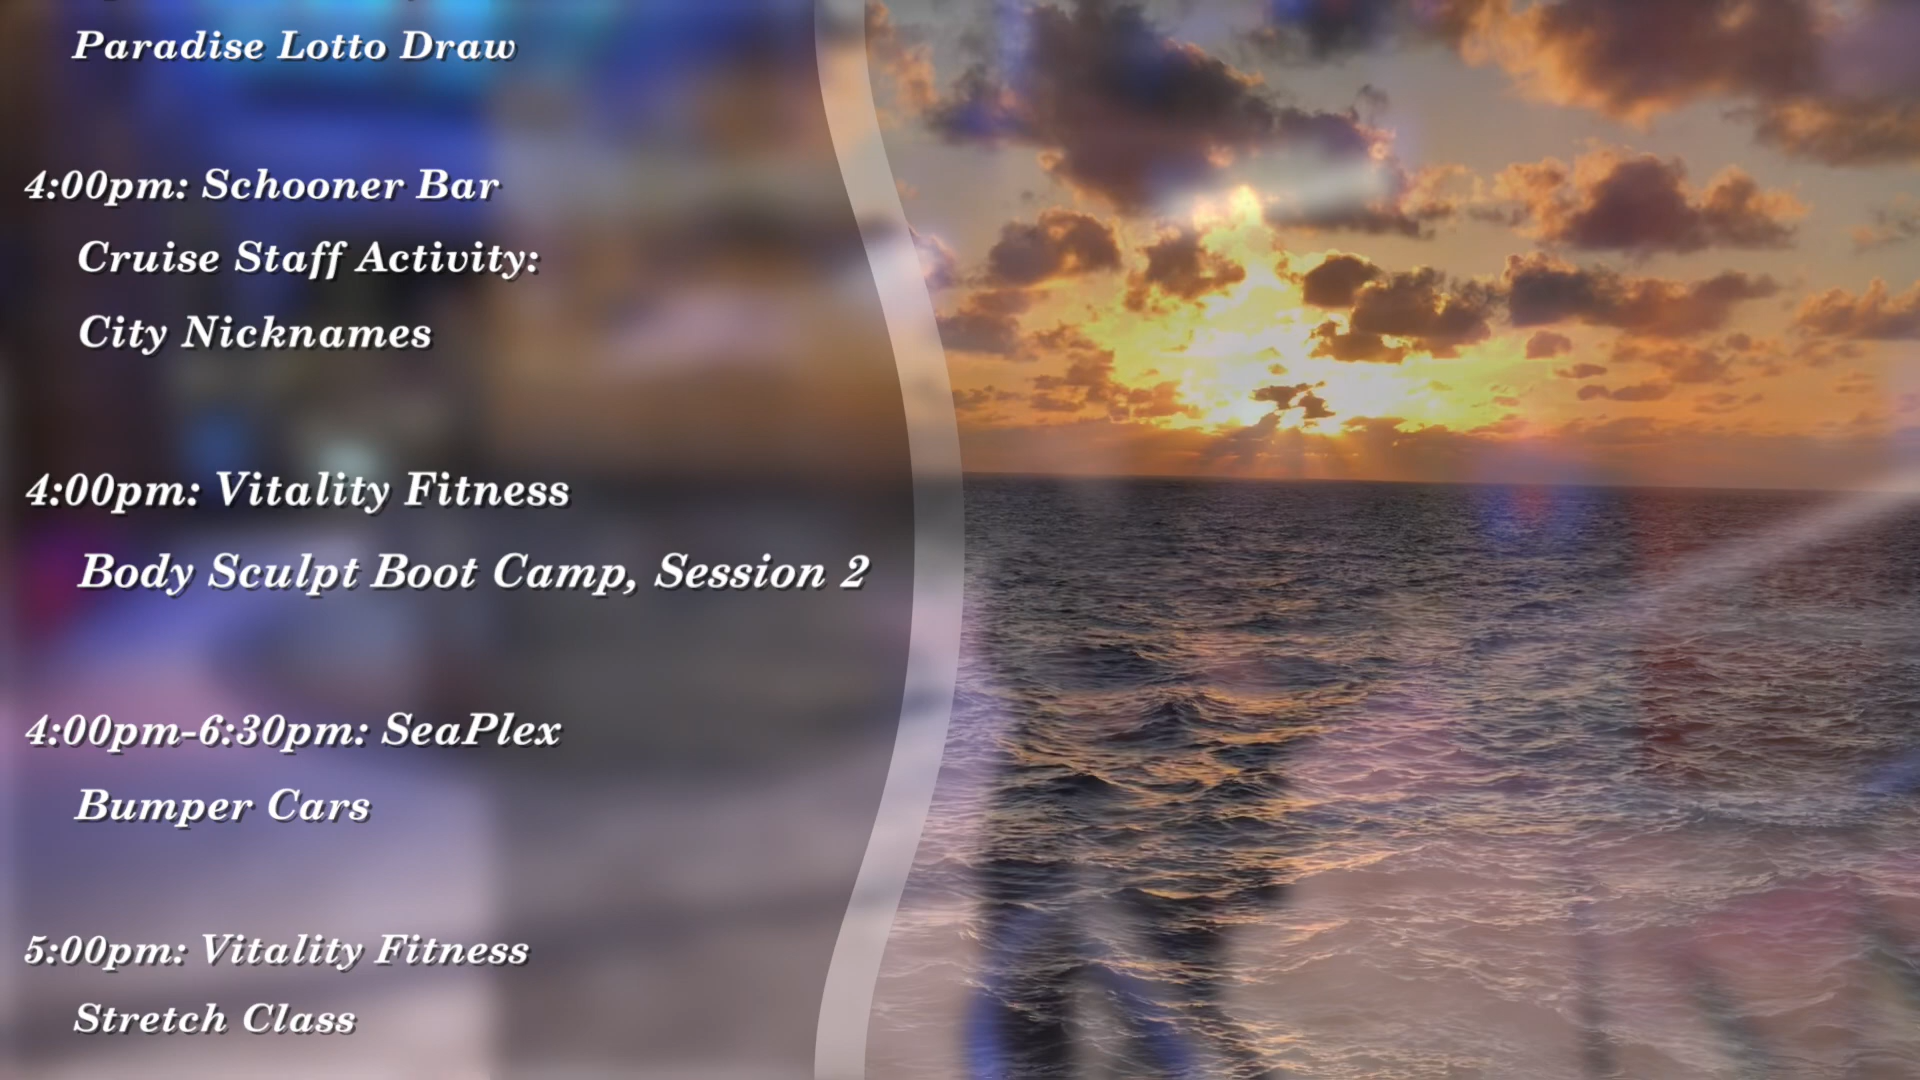 Paradise Lotto Draw
4:00pm: Schooner Bar
Cruise Staff Activity:
City Nicknames
4:00pm: Vitality Fitness
Body Sculpt Boot Camp, Session 2
4:00pm-6:30pm: SeaPlex
Bumper Cars
5:00pm: Vitality Fitness
Stretch Class